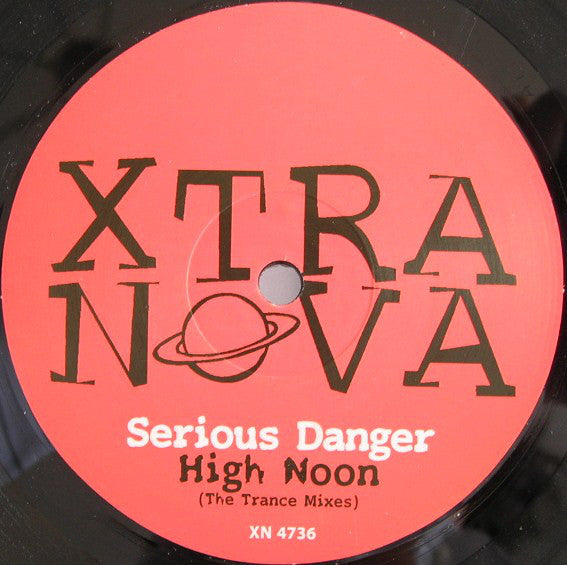 XTRA
NOVA
Serious Danger
High Noon
(The Trance Mixes)
XN 4736